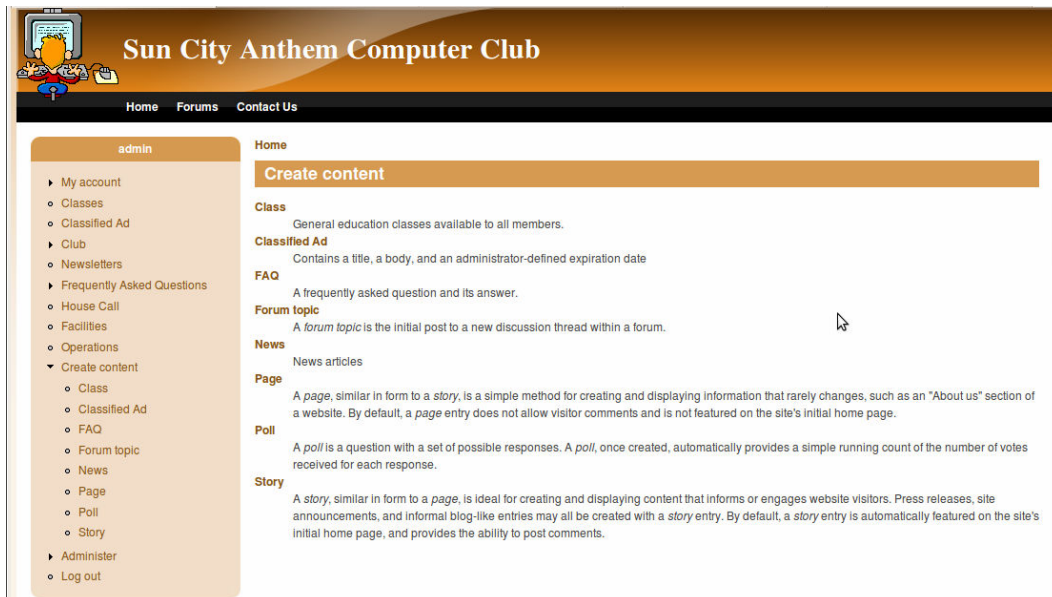 Sun City Anthem Computer Club
Home Forums Contact Us
admin
My account
Classes
Classified Ad
Club
Newsletters
Frequently Asked Questions
House Call
Facilities
Operations
Create content
Class
Classified Ad
FAQ
Forum topic
News
Page
Poll
Story
Administer
Log out
Home
Create content
Class
General education classes available to all members.
Classified Ad
Contains a title, a body, and an administrator-defined expiration date
FAQ
A frequently asked question and its answer.
Forum topic
A forum topic is the initial post to a new discussion thread within a forum.
News
News articles
Page
A page, similar in form to a story, is a simple method for creating and displaying information that rarely changes, such as an "About us" section of
a website. By default, a page entry does not allow visitor comments and is not featured on the site's initial home page.
Poll
A poll is a question with a set of possible responses. A poll, once created, automatically provides a simple running count of the number of votes
received for each response.
Story
A story, similar in form to a page, is ideal for creating and displaying content that informs or engages website visitors. Press releases, site
announcements, and informal blog-like entries may all be created with a story entry. By default, a story entry is automatically featured on the site's
initial home page, and provides the ability to post comments.